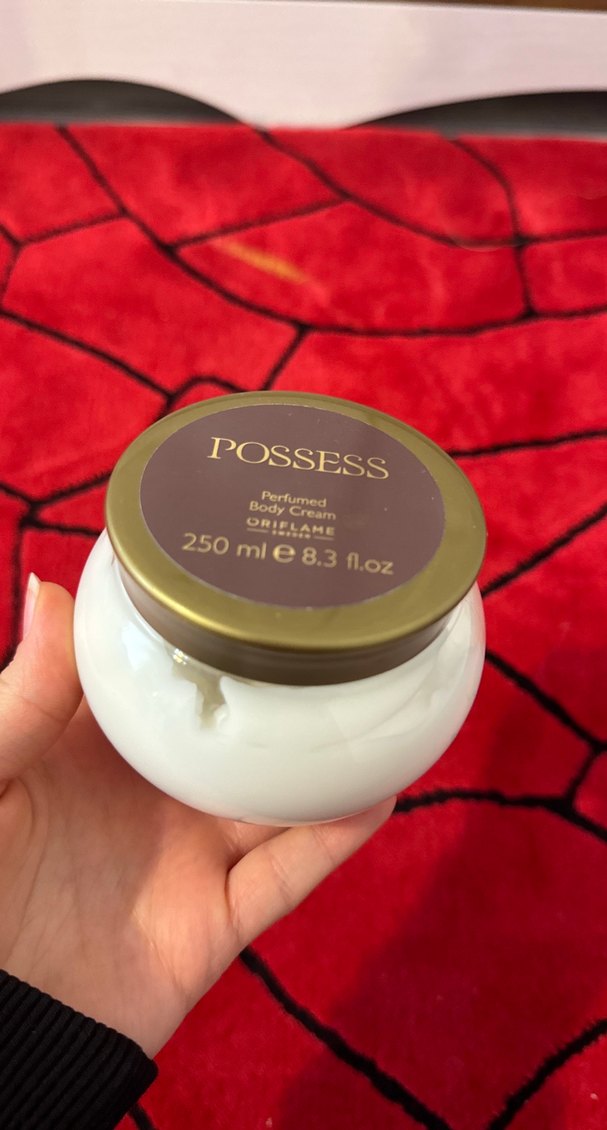 POSSESS
Perfumed
Body Cream
ORIFLAME
SWEDEN
250 ml ℮ 8.3 fl.oz